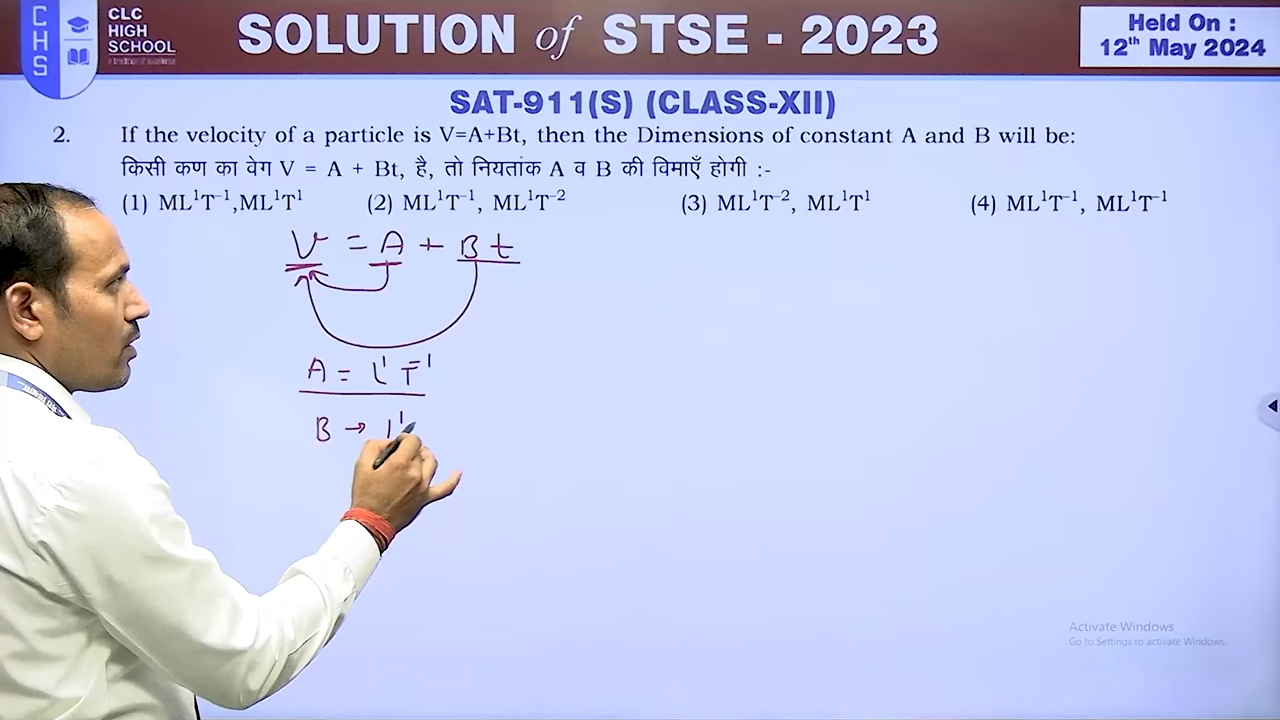 CHS
CLC
HIGH
SCHOOL
SOLUTION of STSE - 2023
Held On :
12th May 2024
SAT-911(S) (CLASS-XII)
2. If the velocity of a particle is V=A+Bt, then the Dimensions of constant A and B will be:
किसी कण का वेग V = A + Bt, है, तो नियतांक A व B की विमाएँ होगी :-
(1) ML¹T⁻¹,ML¹T¹ (2) ML¹T⁻¹, ML¹T⁻² (3) ML¹T⁻², ML¹T¹ (4) ML¹T⁻¹, ML¹T⁻¹
V = A + B t
A = L¹ T⁻¹
B → L¹
Activate Windows
Go to Settings to activate Windows.